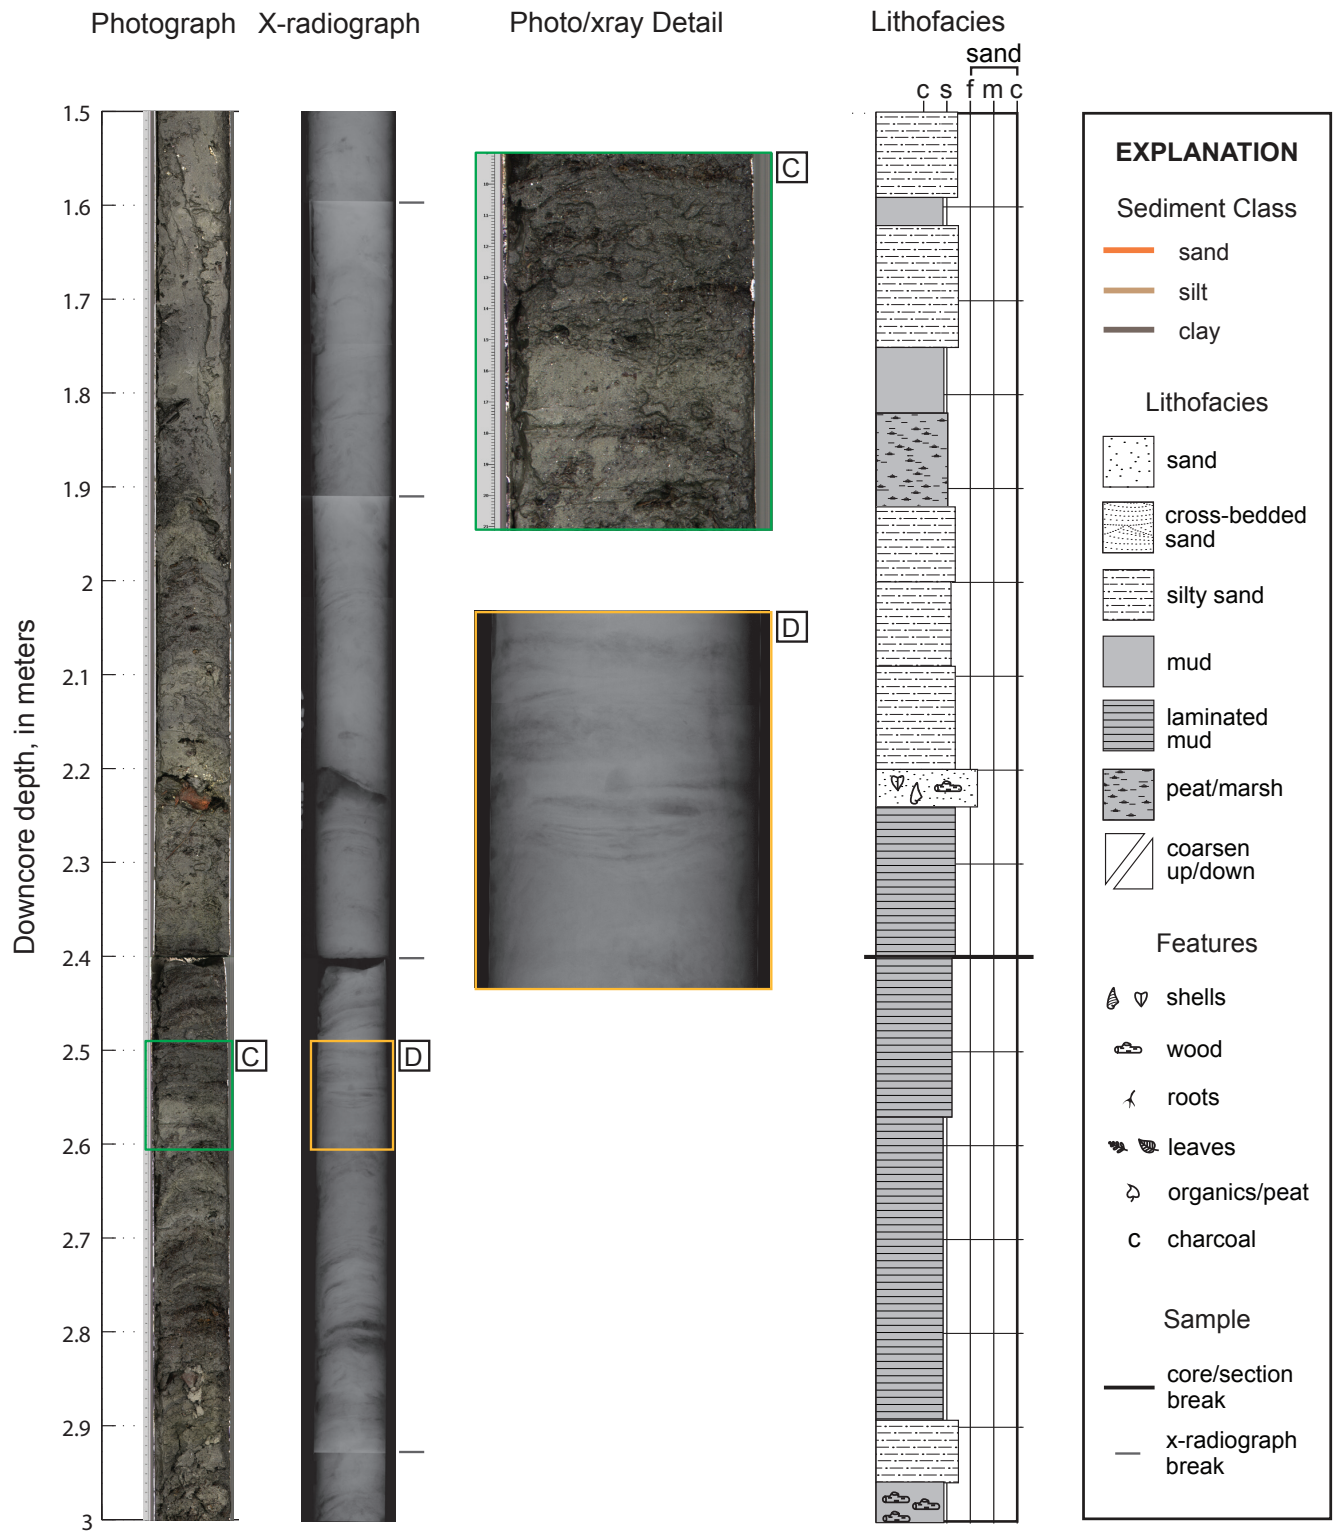 Photograph X-radiograph Photo/xray Detail Lithofacies
sand
c s f m c
1.5
1.6
1.7
1.8
1.9
2
2.1
2.2
2.3
2.4
2.5
2.6
2.7
2.8
2.9
3
Downcore depth, in meters
C
D
C
D
EXPLANATION
Sediment Class
sand
silt
clay
Lithofacies
sand
cross-bedded
sand
silty sand
mud
laminated
mud
peat/marsh
coarsen
up/down
Features
shells
wood
roots
leaves
organics/peat
c charcoal
Sample
core/section
break
x-radiograph
break